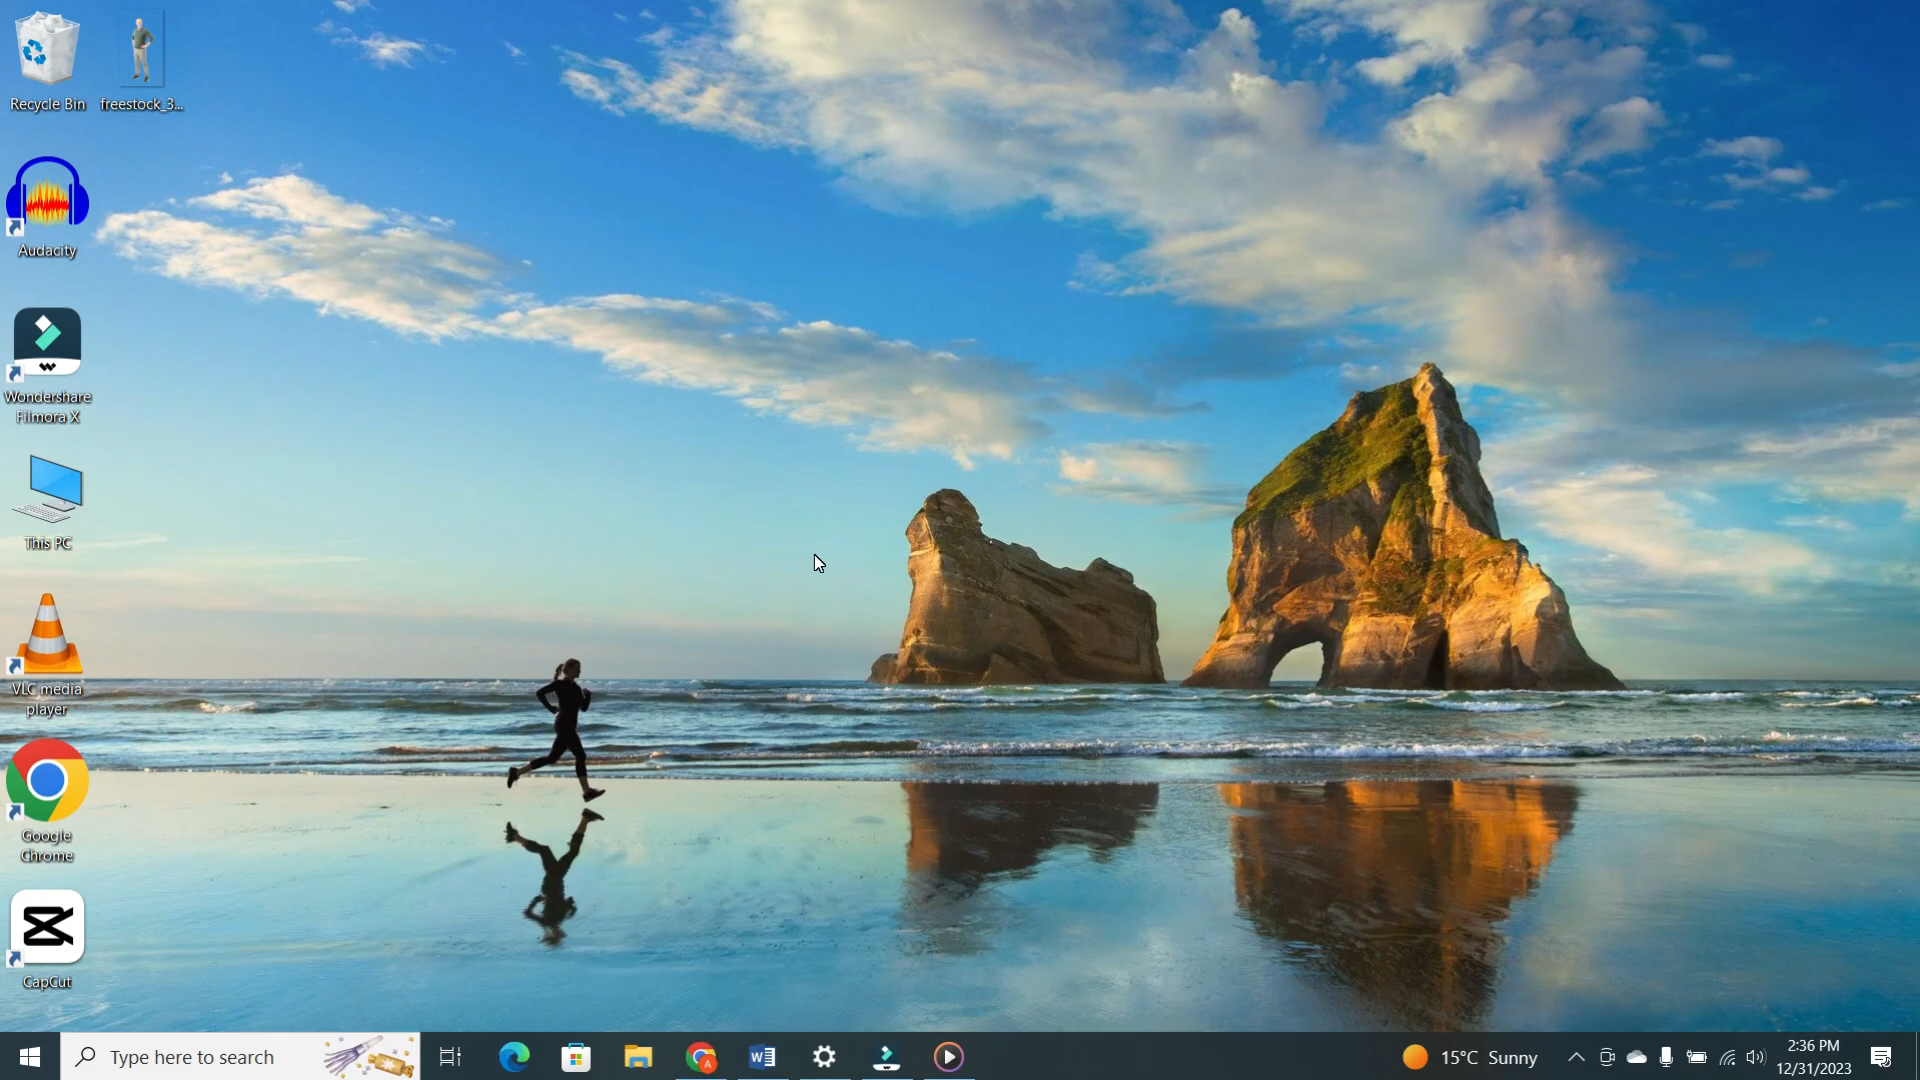 Recycle Bin
freestock_3...
Audacity
Wondershare
Filmora X
This PC
VLC media
player
Google
Chrome
CapCut
Type here to search
15°C Sunny
2:36 PM
12/31/2023